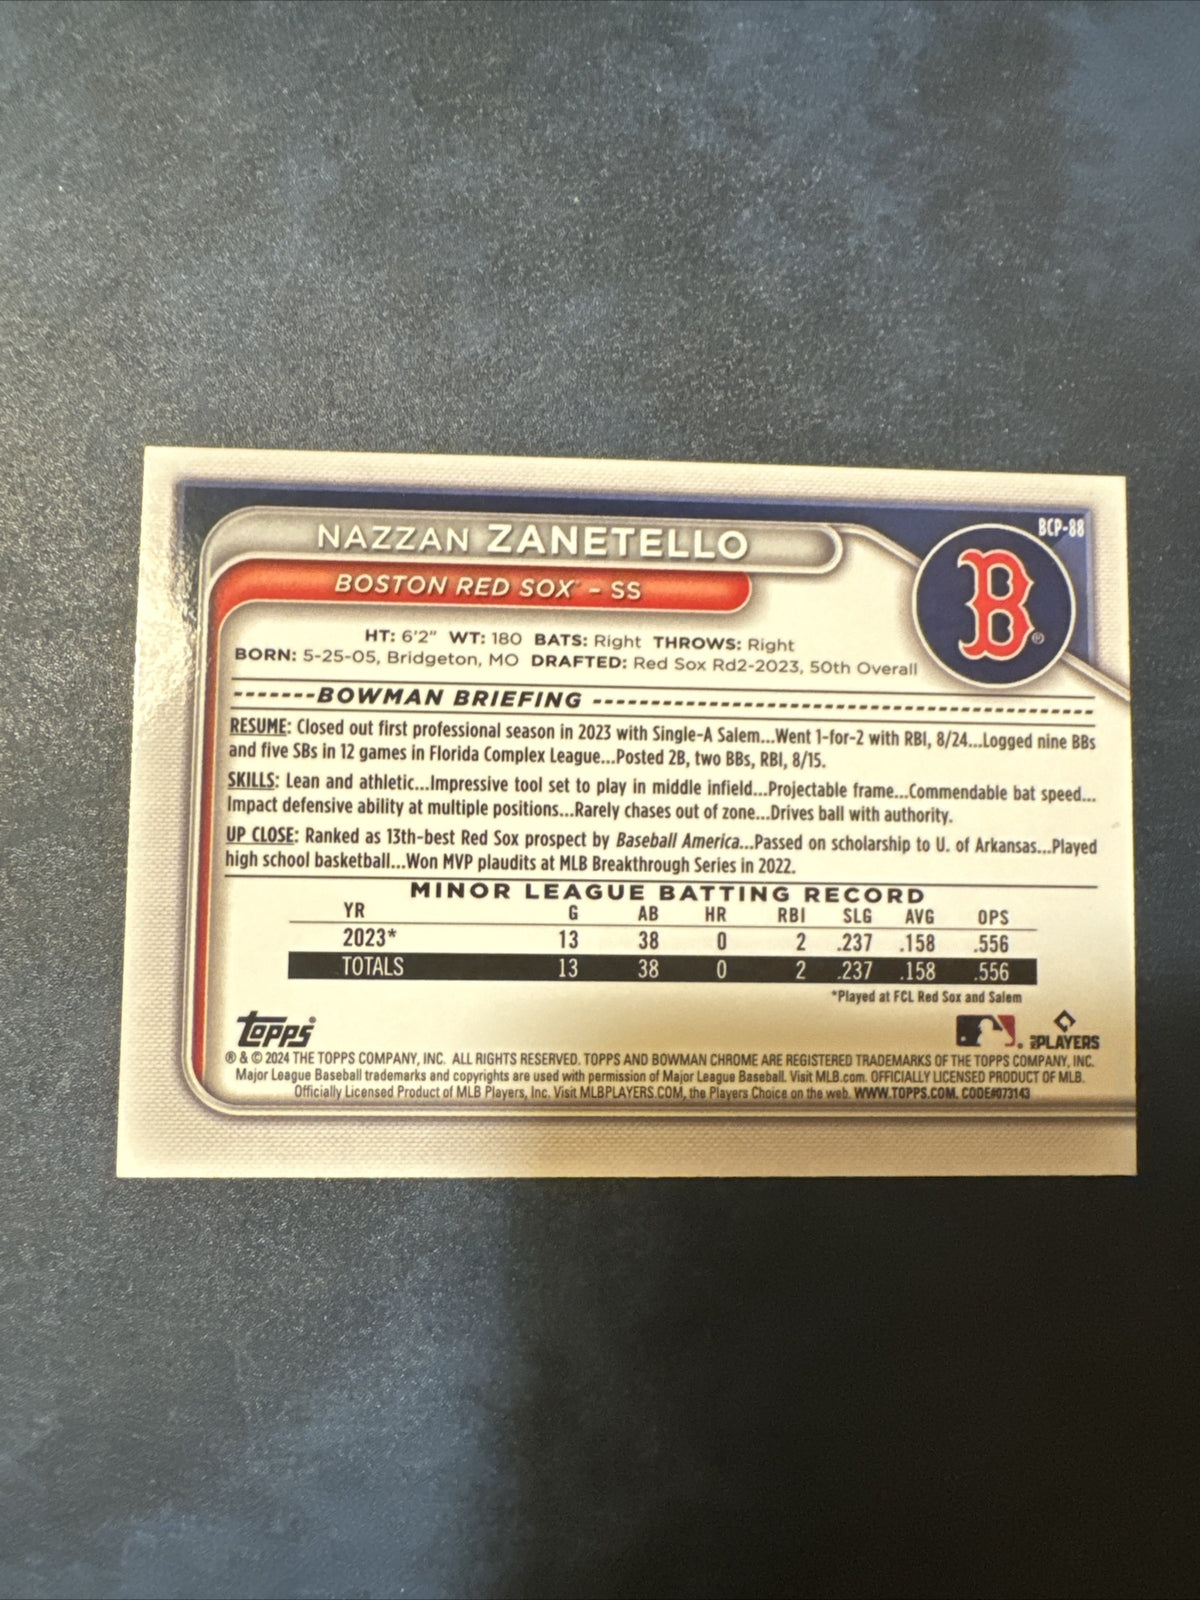 BCP-88
NAZZAN ZANETELLO
BOSTON RED SOX - SS
B®
HT: 6'2" WT: 180 BATS: Right THROWS: Right
BORN: 5-25-05, Bridgeton, MO DRAFTED: Red Sox Rd2-2023, 50th Overall
-------BOWMAN BRIEFING -----------------------------------------
RESUME: Closed out first professional season in 2023 with Single-A Salem...Went 1-for-2 with RBI, 8/24...Logged nine BBs
and five SBs in 12 games in Florida Complex League...Posted 2B, two BBs, RBI, 8/15.
SKILLS: Lean and athletic...Impressive tool set to play in middle infield...Projectable frame...Commendable bat speed...
Impact defensive ability at multiple positions...Rarely chases out of zone...Drives ball with authority.
UP CLOSE: Ranked as 13th-best Red Sox prospect by Baseball America...Passed on scholarship to U. of Arkansas...Played
high school basketball...Won MVP plaudits at MLB Breakthrough Series in 2022.
MINOR LEAGUE BATTING RECORD
YR G AB HR RBI SLG AVG OPS
2023* 13 38 0 2 .237 .158 .556
TOTALS 13 38 0 2 .237 .158 .556
*Played at FCL Red Sox and Salem
Topps® PLAYERS
® & © 2024 THE TOPPS COMPANY, INC. ALL RIGHTS RESERVED. TOPPS AND BOWMAN CHROME ARE REGISTERED TRADEMARKS OF THE TOPPS COMPANY, INC.
Major League Baseball trademarks and copyrights are used with permission of Major League Baseball. Visit MLB.com. OFFICIALLY LICENSED PRODUCT OF MLB.
Officially Licensed Product of MLB Players, Inc. Visit MLBPLAYERS.COM, the Players Choice on the web. WWW.TOPPS.COM. CODE#073143